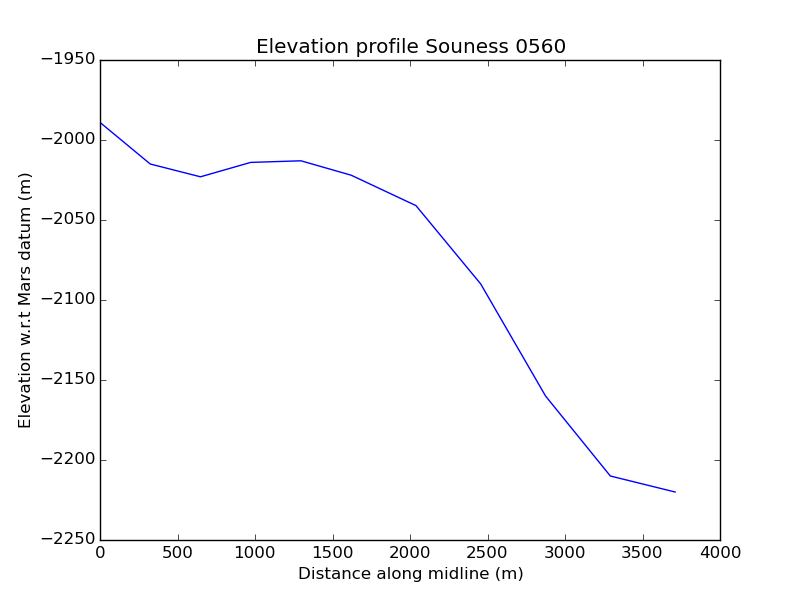 Elevation profile Souness 0560
−1950
−2000
−2050
−2100
−2150
−2200
−2250
Elevation w.r.t Mars datum (m)
0 500 1000 1500 2000 2500 3000 3500 4000
Distance along midline (m)